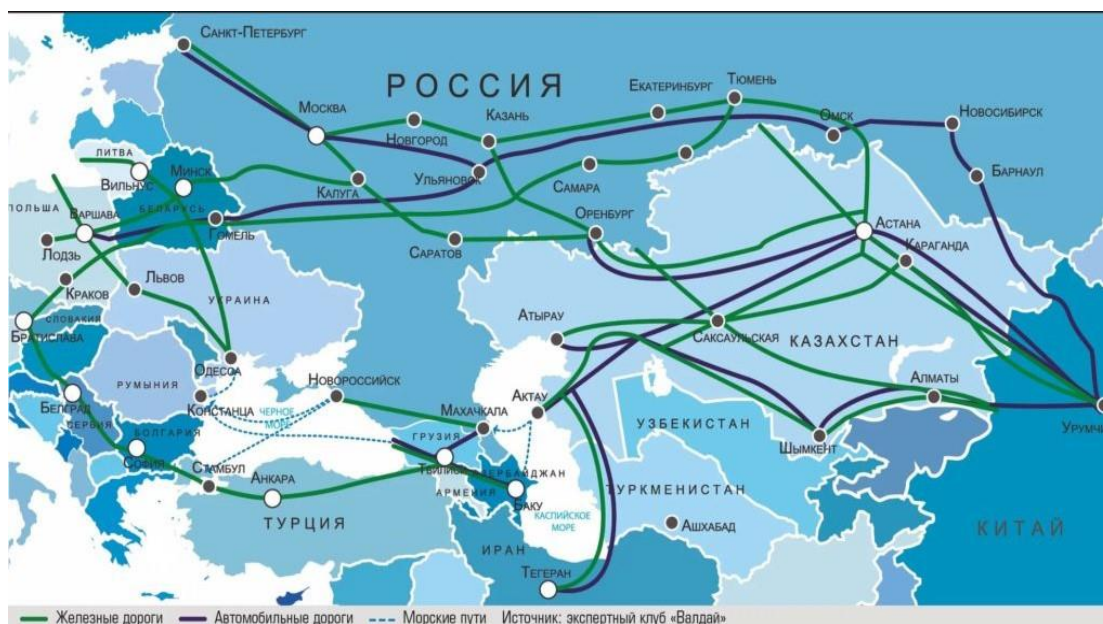 Санкт-Петербург
РОССИЯ
Москва
Новгород
Казань
Екатеринбург
Тюмень
Омск
Новосибирск
Барнаул
ЛИТВА
Вильнус
Минск
БЕЛАРУСЬ
Калуга
Ульяновск
Самара
Оренбург
Саратов
Гомель
ПОЛЬША
Варшава
Лодзь
Краков
Львов
УКРАИНА
СЛОВАКИЯ
Братислава
Астана
Караганда
Атырау
Саксаульская
КАЗАХСТАН
Одесса
РУМЫНИЯ
Констанца
Новороссийск
ЧЕРНОЕ
МОРЕ
Махачкала
Актау
Алматы
Урумчи
Белград
СЕРБИЯ
БОЛГАРИЯ
София
Стамбул
Анкара
ТУРЦИЯ
ГРУЗИЯ
Тбилиси
АРМЕНИЯ
АЗЕРБАЙДЖАН
Баку
КАСПИЙСКОЕ
МОРЕ
УЗБЕКИСТАН
Шымкент
ТУРКМЕНИСТАН
Ашхабад
ИРАН
Тегеран
КИТАЙ
Железные дороги Автомобильные дороги Морские пути Источник: экспертный клуб «Валдай»